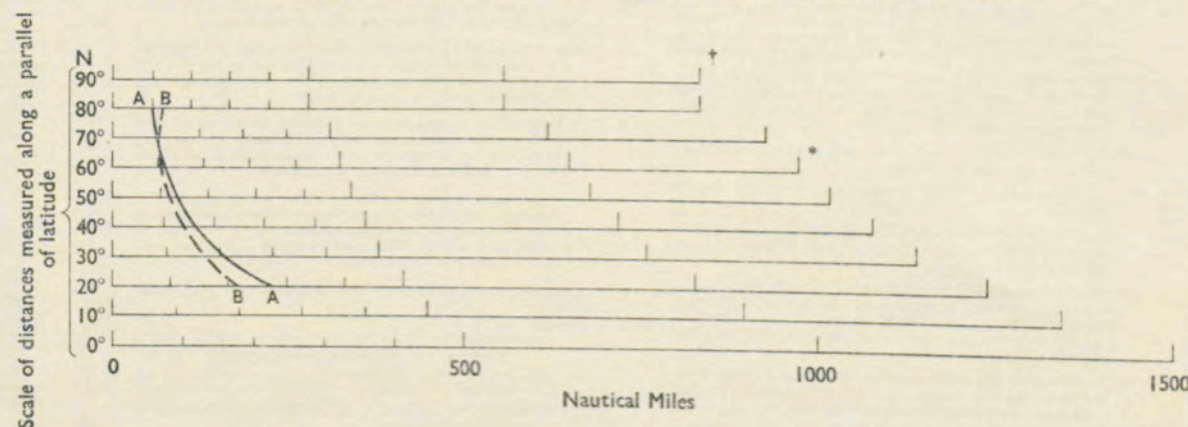 Scale of distances measured along a parallel
of latitude
N
†
90°
A B
80°
70°
60° *
50°
40°
30°
20°
B A
10°
0°
0 500 1000 1500
Nautical Miles